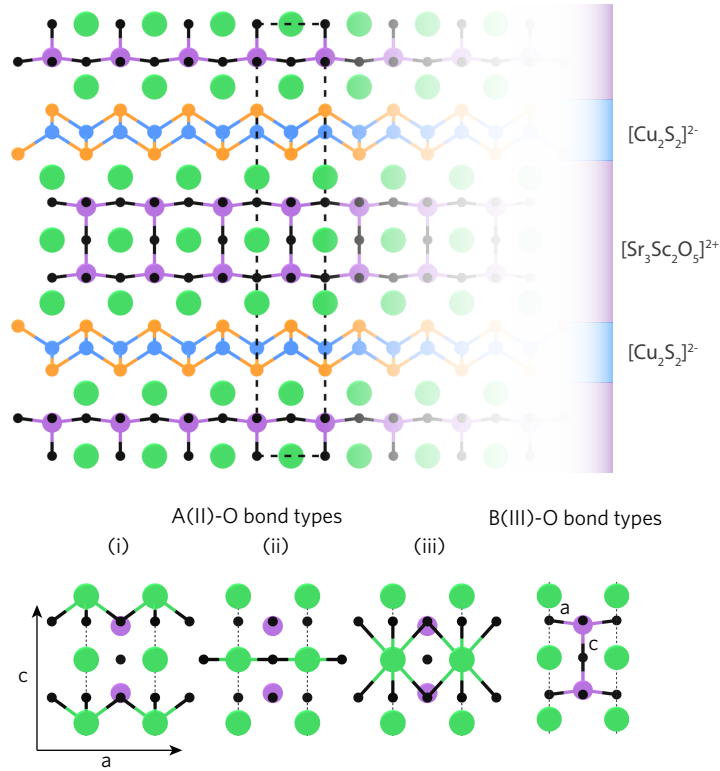 [Cu₂S₂]²⁻
[Sr₃Sc₂O₅]²⁺
[Cu₂S₂]²⁻
A(II)-O bond types
B(III)-O bond types
(i)
(ii)
(iii)
a
c
c
a